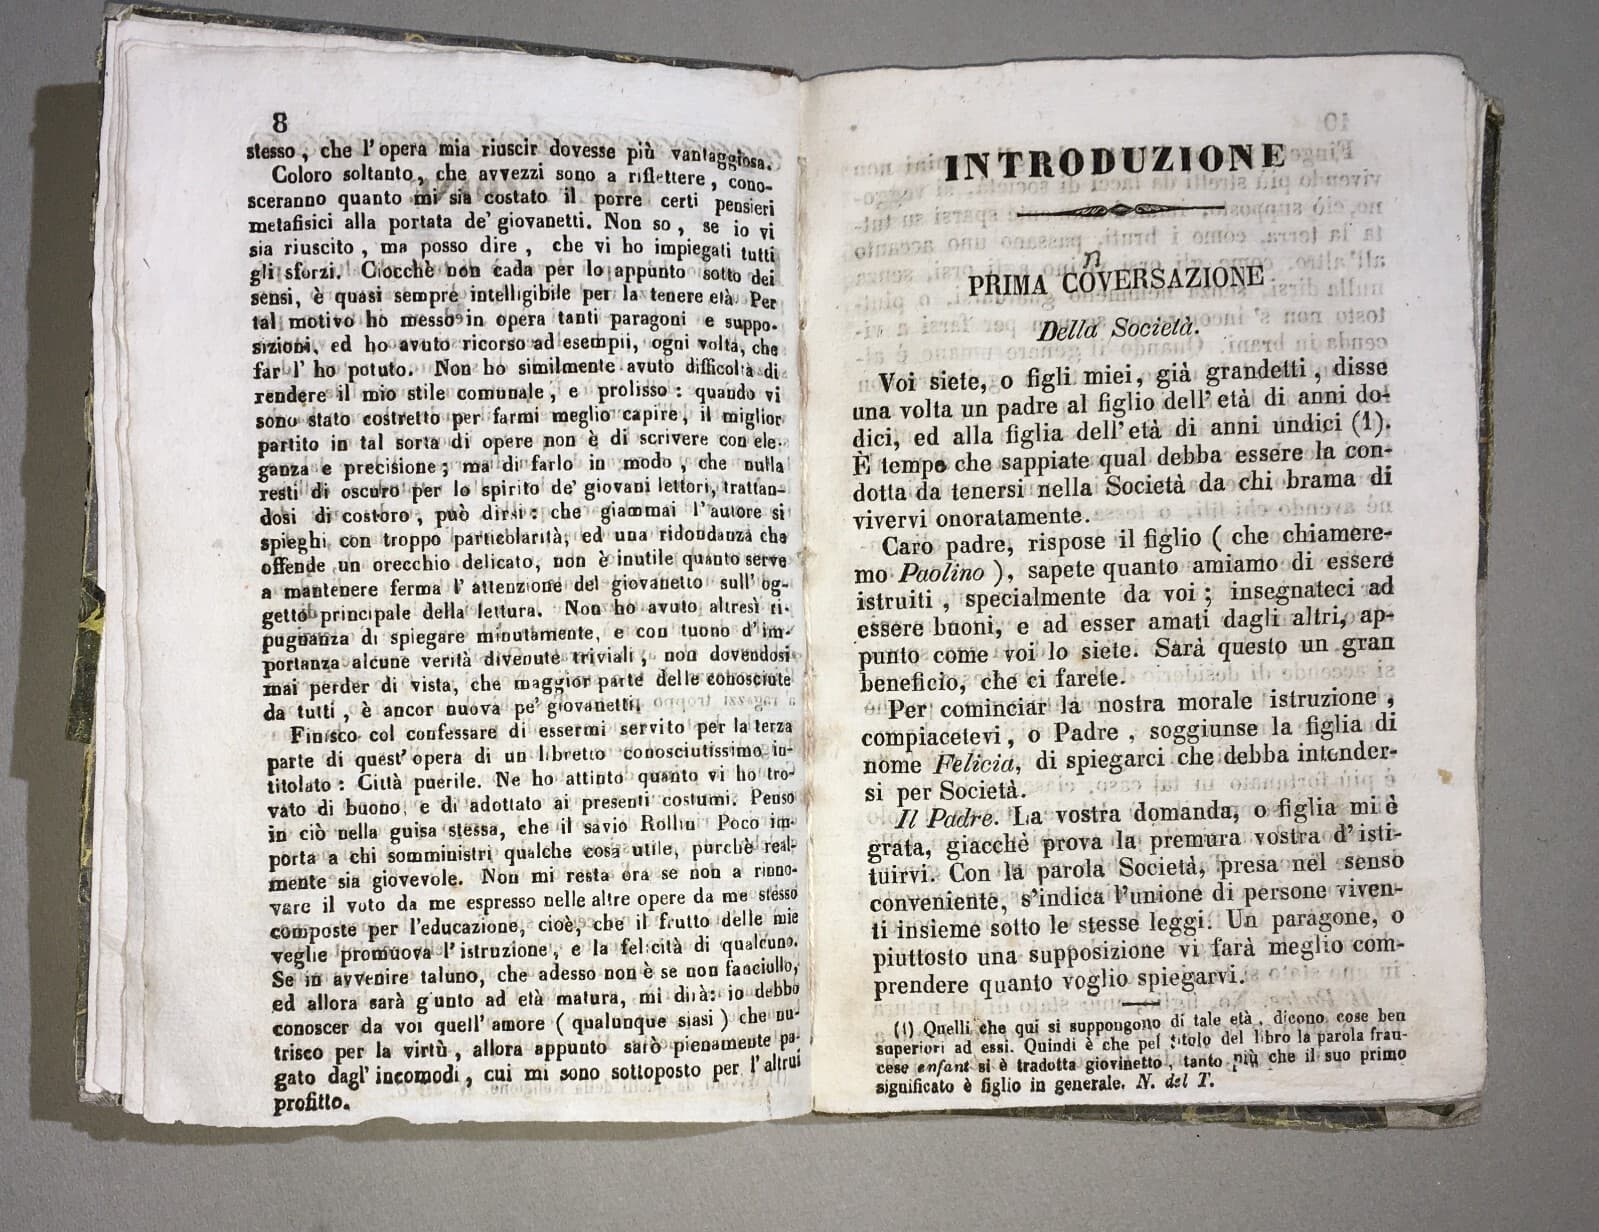 8
stesso, che l'opera mia riuscir dovesse più vantaggiosa.
Coloro soltanto, che avvezzi sono a riflettere, cono-
sceranno quanto mi sia costato il porre certi pensieri
metafisici alla portata de' giovanetti. Non so, se io vi
sia riuscito, ma posso dire, che vi ho impiegati tutti
gli sforzi. Ciocchè non cada per lo appunto sotto dei
sensi, è quasi sempre intelligibile per la tenere età. Per
tal motivo ho messo in opera tanti paragoni e suppo-
sizioni, ed ho avuto ricorso ad esempii, ogni volta, che
far l' ho potuto. Non ho similmente avuto difficoltà di
rendere il mio stile comunale, e prolisso: quando vi
sono stato costretto per farmi meglio capire, il miglior
partito in tal sorta di opere non è di scrivere con ele-
ganza e precisione; ma di farlo in modo, che nulla
resti di oscuro per lo spirito de' giovani lettori, trattan-
dosi di costoro, può dirsi: che giammai l'autore si
spieghi con troppo particolarità, ed una ridondanza che
offende un orecchio delicato, non è inutile quanto serve
a mantenere ferma l' attenzione del giovanetto sull' og-
getto principale della lettura. Non ho avuto altresì ri-
pugnanza di spiegare minutamente, e con tuono d'im-
portanza alcune verità divenute triviali, non dovendosi
mai perder di vista, che maggior parte delle conosciute
da tutti, è ancor nuova pe' giovanetti.
Finisco col confessare di essermi servito per la terza
parte di quest' opera di un libretto conosciutissimo in-
titolato: Città puerile. Ne ho attinto quanto vi ho tro-
vato di buono, e di adottato ai presenti costumi. Penso
in ciò nella guisa stessa, che il savio Rollin Poco im-
porta a chi somministri qualche cosa utile, purchè real-
mente sia giovevole. Non mi resta ora se non a rinno-
vare il voto da me espresso nelle altre opere da me stesso
composte per l'educazione, cioè, che il frutto delle mie
veglie promuova l'istruzione, e la felicità di qualcuno.
Se in avvenire taluno, che adesso non è se non fanciullo,
ed allora sarà giunto ad età matura, mi dirà: io debbo
conoscer da voi quell' amore (qualunque siasi) che nu-
trisco per la virtù, allora appunto sarò pienamente pa-
gato dagl' incomodi, cui mi sono sottoposto per l'altrui
profitto.
INTRODUZIONE
n
PRIMA COVERSAZIONE
Della Società.
Voi siete, o figli miei, già grandetti, disse
una volta un padre al figlio dell' età di anni do-
dici, ed alla figlia dell' età di anni undici (1).
È tempo che sappiate qual debba essere la con-
dotta da tenersi nella Società da chi brama di
vivervi onoratamente.
Caro padre, rispose il figlio ( che chiamere-
mo Paolino ), sapete quanto amiamo di essere
istruiti, specialmente da voi; insegnateci ad
essere buoni, e ad esser amati dagli altri, ap-
punto come voi lo siete. Sarà questo un gran
beneficio, che ci farete.
Per cominciar la nostra morale istruzione,
compiacetevi, o Padre, soggiunse la figlia di
nome Felicia, di spiegarci che debba intender-
si per Società.
Il Padre. La vostra domanda, o figlia mi è
grata, giacchè prova la premura vostra d'isti-
tuirvi. Con la parola Società, presa nel senso
conveniente, s'indica l'unione di persone viven-
ti insieme sotto le stesse leggi. Un paragone, o
piuttosto una supposizione vi farà meglio com-
prendere quanto voglio spiegarvi.
(1) Quelli che qui si suppongono di tale età, dicono cose ben
superiori ad essi. Quindi è che pel titolo del libro la parola fran-
cese enfant si è tradotta giovinetto, tanto più che il suo primo
significato è figlio in generale. N. del T.